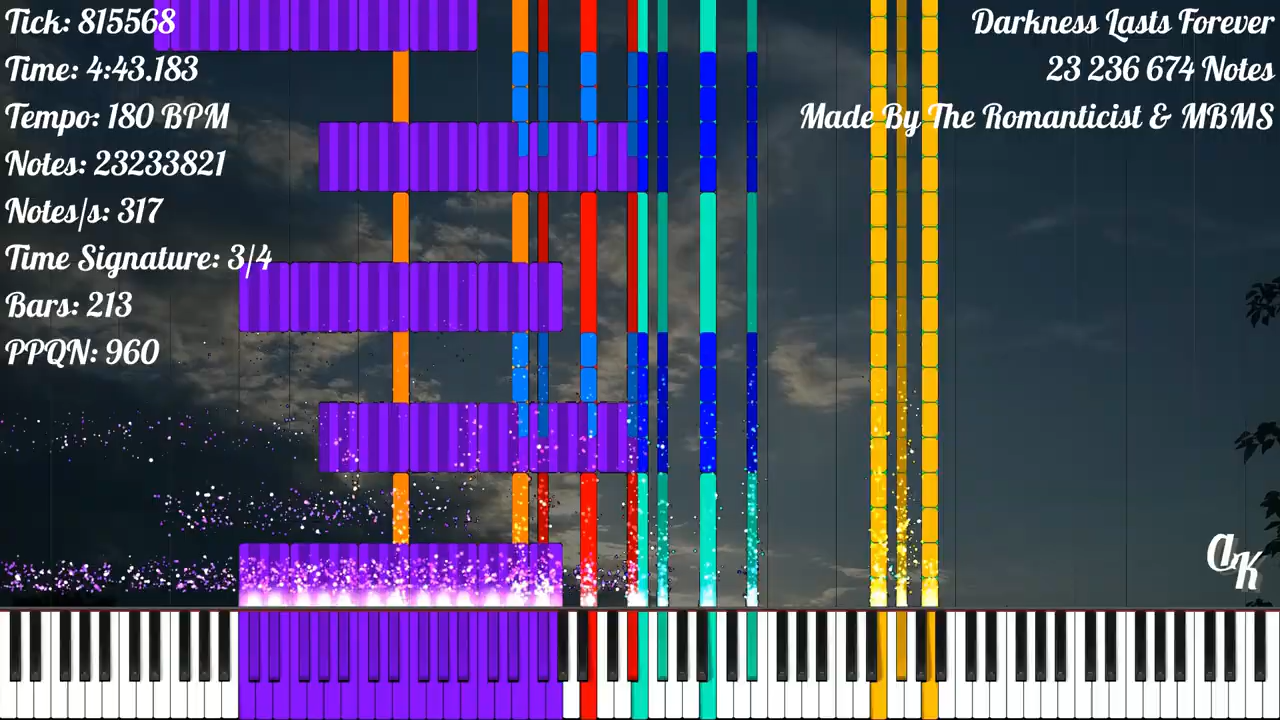 Tick: 815568
Time: 4:43.183
Tempo: 180 BPM
Notes: 23233821
Notes/s: 317
Time Signature: 3/4
Bars: 213
PPQN: 960
Darkness Lasts Forever
23 236 674 Notes
Made By The Romanticist & MBMS
AK